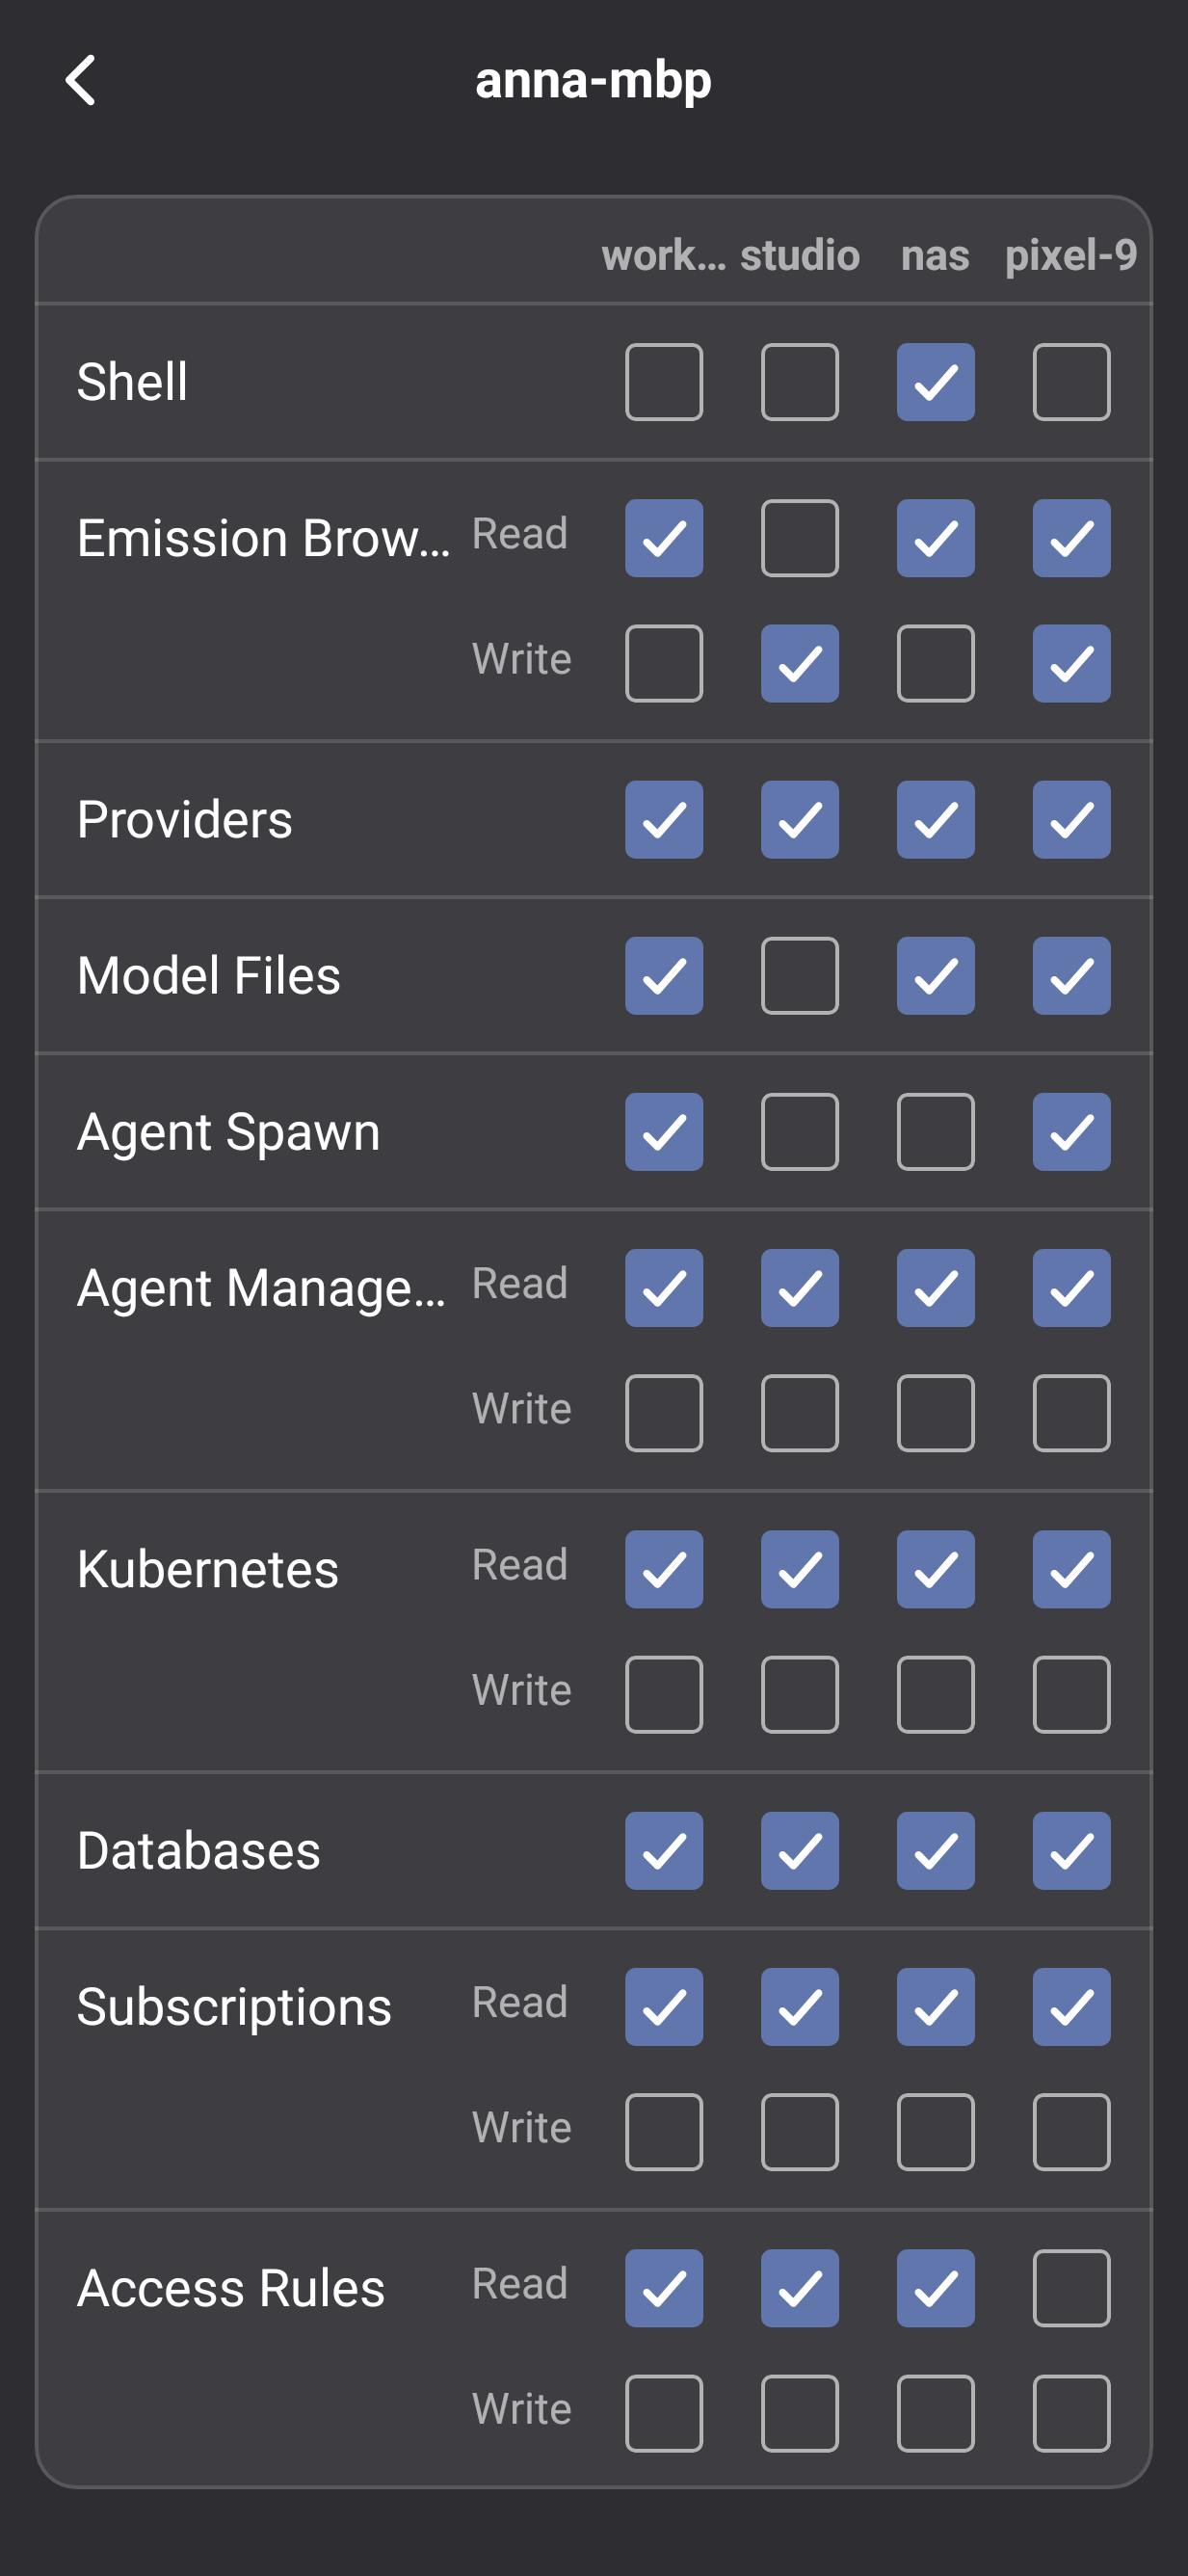 anna-mbp
work... studio nas pixel-9
Shell
Emission Brow... Read
Write
Providers
Model Files
Agent Spawn
Agent Manage... Read
Write
Kubernetes Read
Write
Databases
Subscriptions Read
Write
Access Rules Read
Write